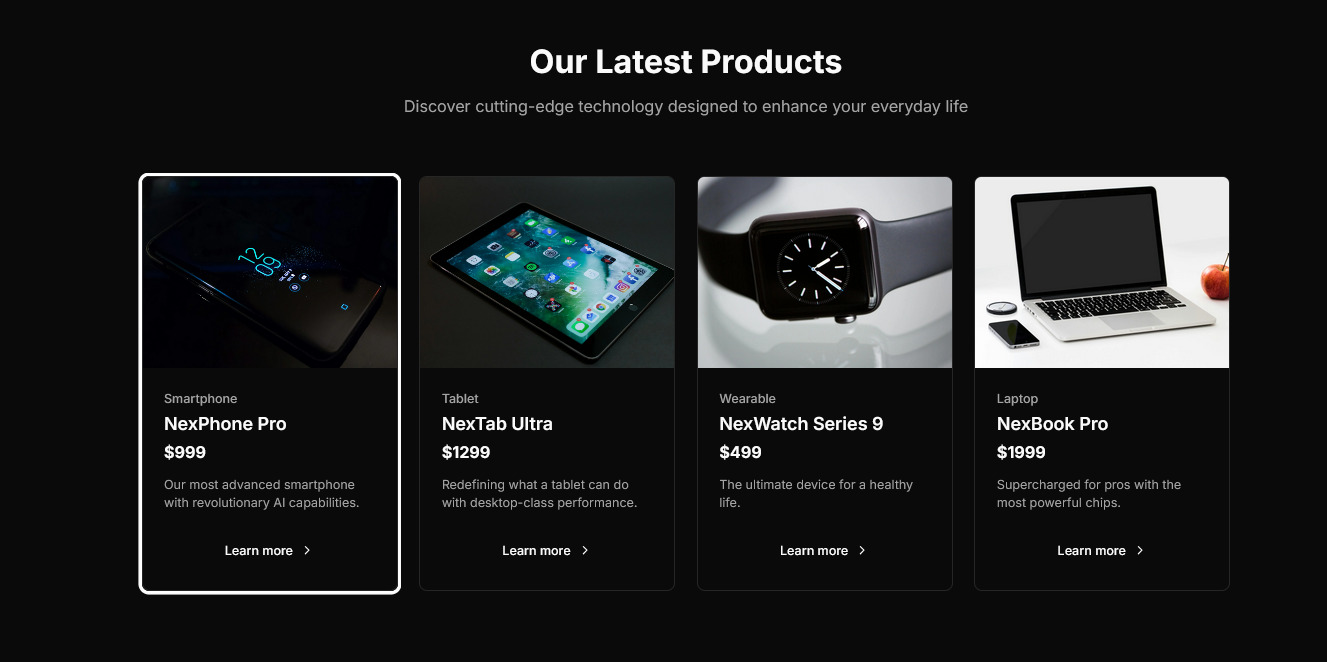 Our Latest Products
Discover cutting-edge technology designed to enhance your everyday life
12
09
Smartphone
NexPhone Pro
$999
Our most advanced smartphone
with revolutionary AI capabilities.
Learn more
Tablet
NexTab Ultra
$1299
Redefining what a tablet can do
with desktop-class performance.
Learn more
Wearable
NexWatch Series 9
$499
The ultimate device for a healthy
life.
Learn more
Laptop
NexBook Pro
$1999
Supercharged for pros with the
most powerful chips.
Learn more